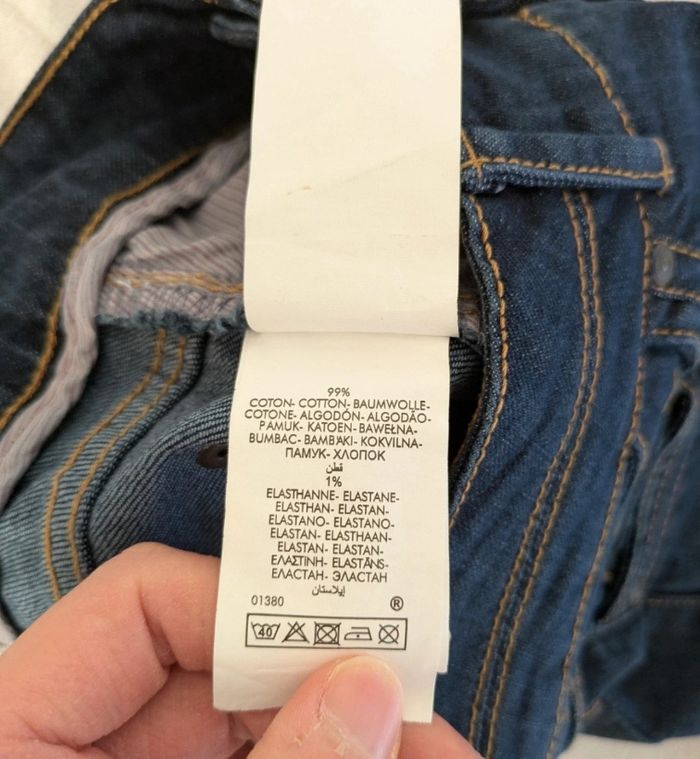 99%
COTON- COTTON- BAUMWOLLE-
COTONE- ALGODÓN- ALGODÃO-
PAMUK- KATOEN- BAWEŁNA-
BUMBAC- ΒΑΜΒΑΚΙ- KOKVILNA-
ПАМУК- ХЛОПОК
قطن
1%
ELASTHANNE- ELASTANE-
ELASTHAN- ELASTAN-
ELASTANO- ELASTANO-
ELASTAN- ELASTHAAN-
ELASTAN- ELASTAN-
ΕΛΑΣΤΙΝΗ- ELASTĀNS-
ЕЛАСТАН- ЭЛАСТАН
إيلاستان
01380 ®
40